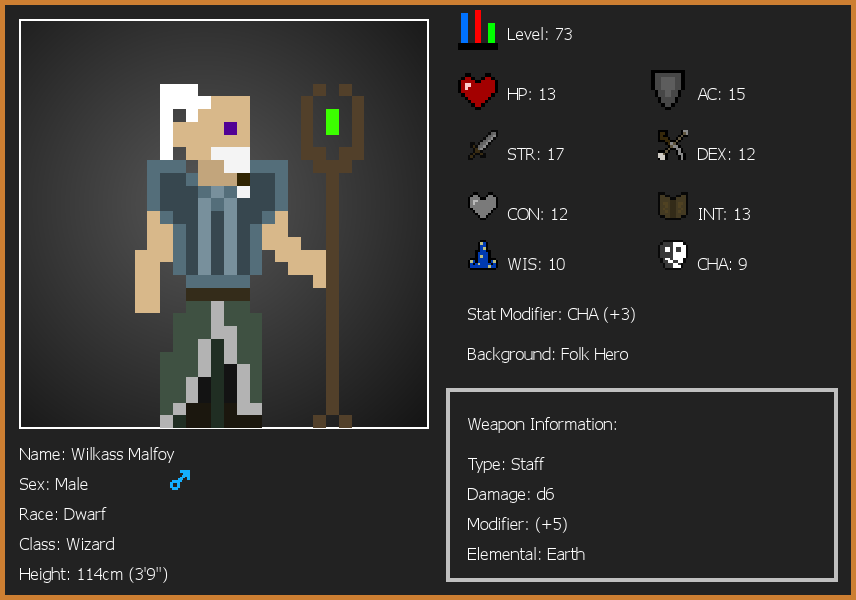 Level: 73
HP: 13
AC: 15
STR: 17
DEX: 12
CON: 12
INT: 13
WIS: 10
CHA: 9
Stat Modifier: CHA (+3)
Background: Folk Hero
Weapon Information:
Type: Staff
Damage: d6
Modifier: (+5)
Elemental: Earth
Name: Wilkass Malfoy
Sex: Male
Race: Dwarf
Class: Wizard
Height: 114cm (3'9")